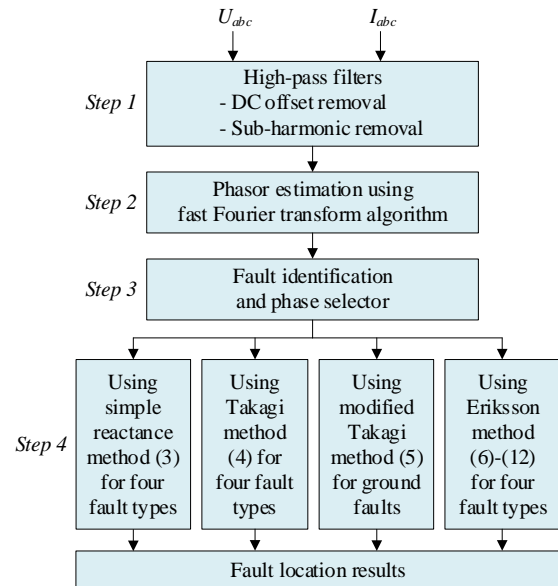 U_abc I_abc
Step 1
High-pass filters
- DC offset removal
- Sub-harmonic removal
Step 2
Phasor estimation using
fast Fourier transform algorithm
Step 3
Fault identification
and phase selector
Step 4
Using
simple
reactance
method (3)
for four
fault types
Using
Takagi
method
(4) for
four fault
types
Using
modified
Takagi
method (5)
for ground
faults
Using
Eriksson
method
(6)-(12)
for four
fault types
Fault location results